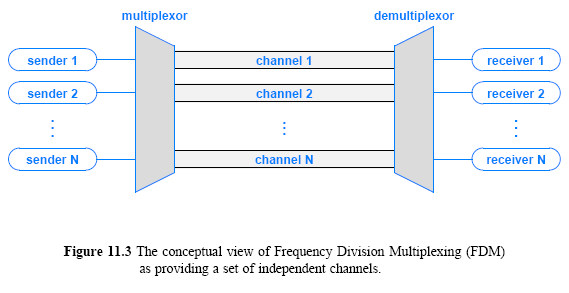 multiplexor demultiplexor
sender 1 channel 1 receiver 1
sender 2 channel 2 receiver 2
sender N channel N receiver N
Figure 11.3 The conceptual view of Frequency Division Multiplexing (FDM)
as providing a set of independent channels.